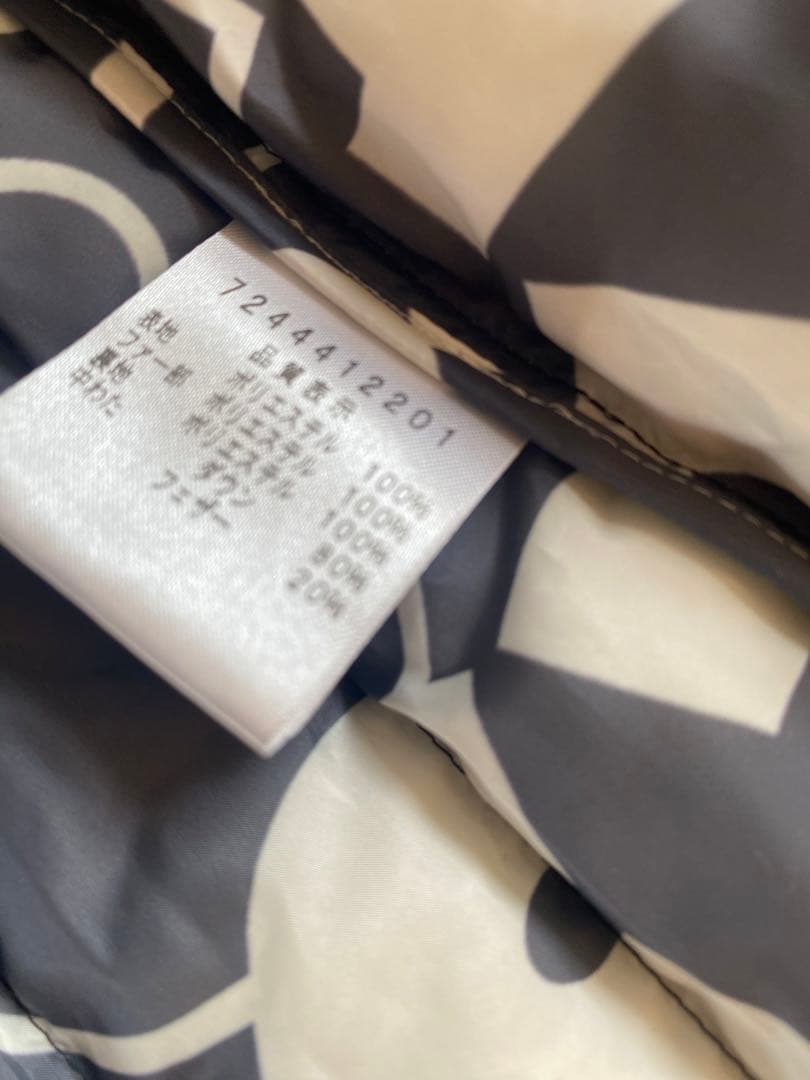 72444412201
品質表示
表地 ポリエステル 100%
ファー部 ポリエステル 100%
裏地 ポリエステル 100%
中わた ダウン 80%
フェザー 20%